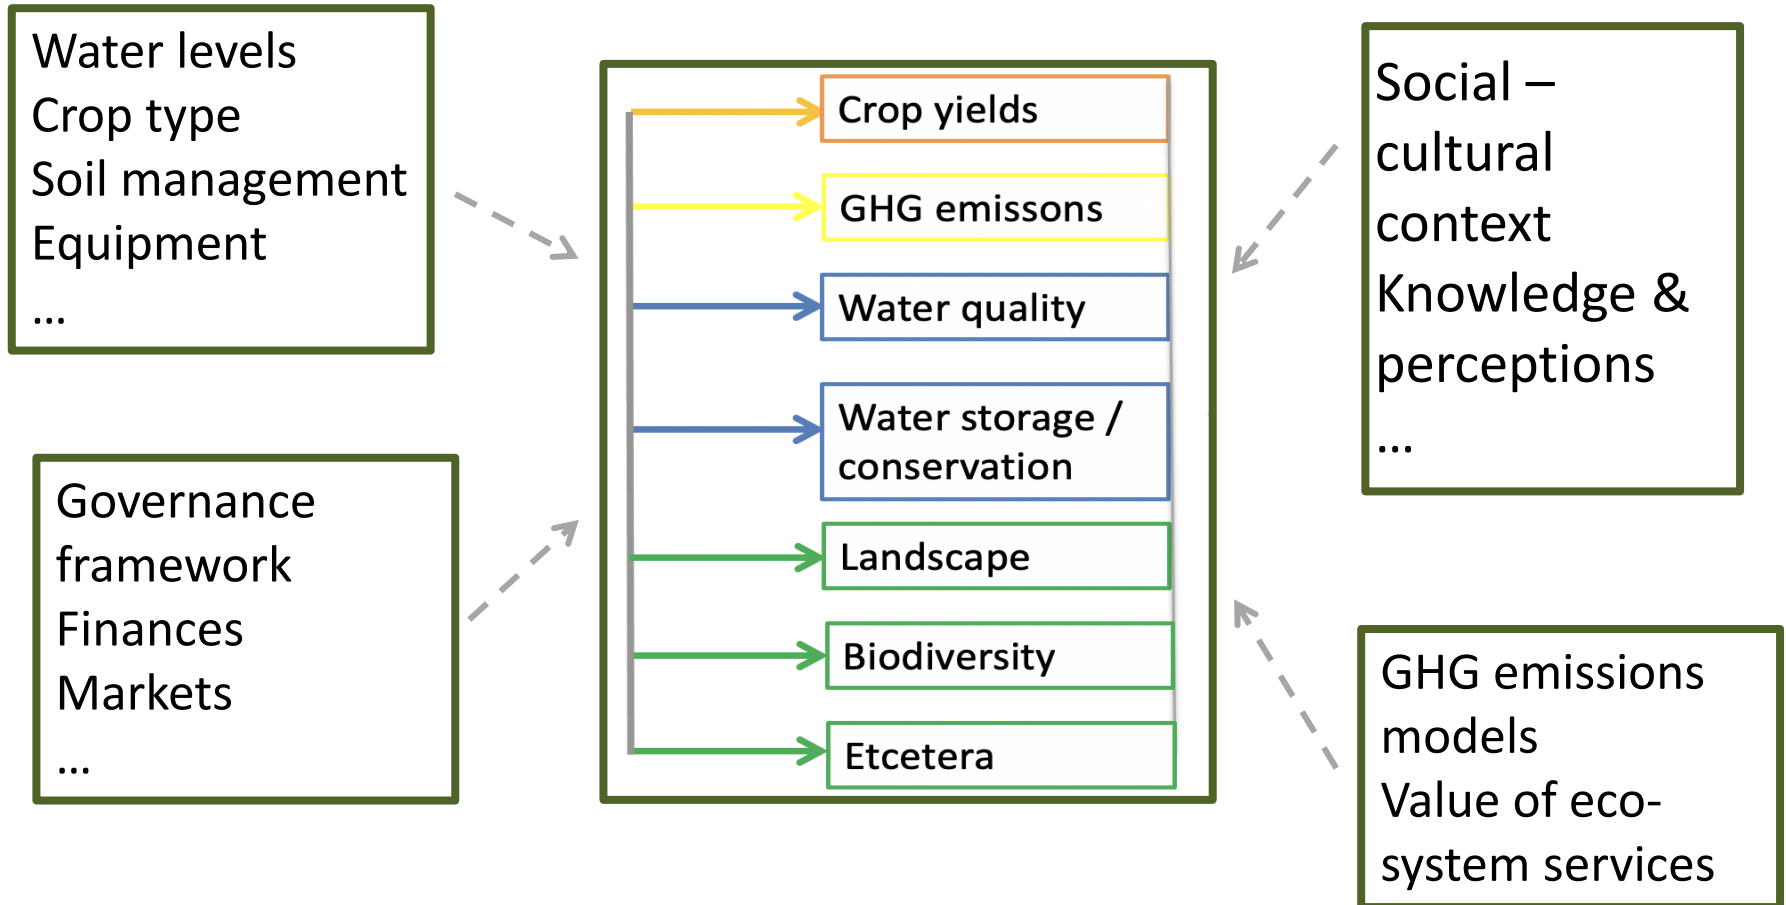 Water levels
Crop type
Soil management
Equipment
...
Governance
framework
Finances
Markets
...
Crop yields
GHG emissons
Water quality
Water storage /
conservation
Landscape
Biodiversity
Etcetera
Social –
cultural
context
Knowledge &
perceptions
...
GHG emissions
models
Value of eco-
system services